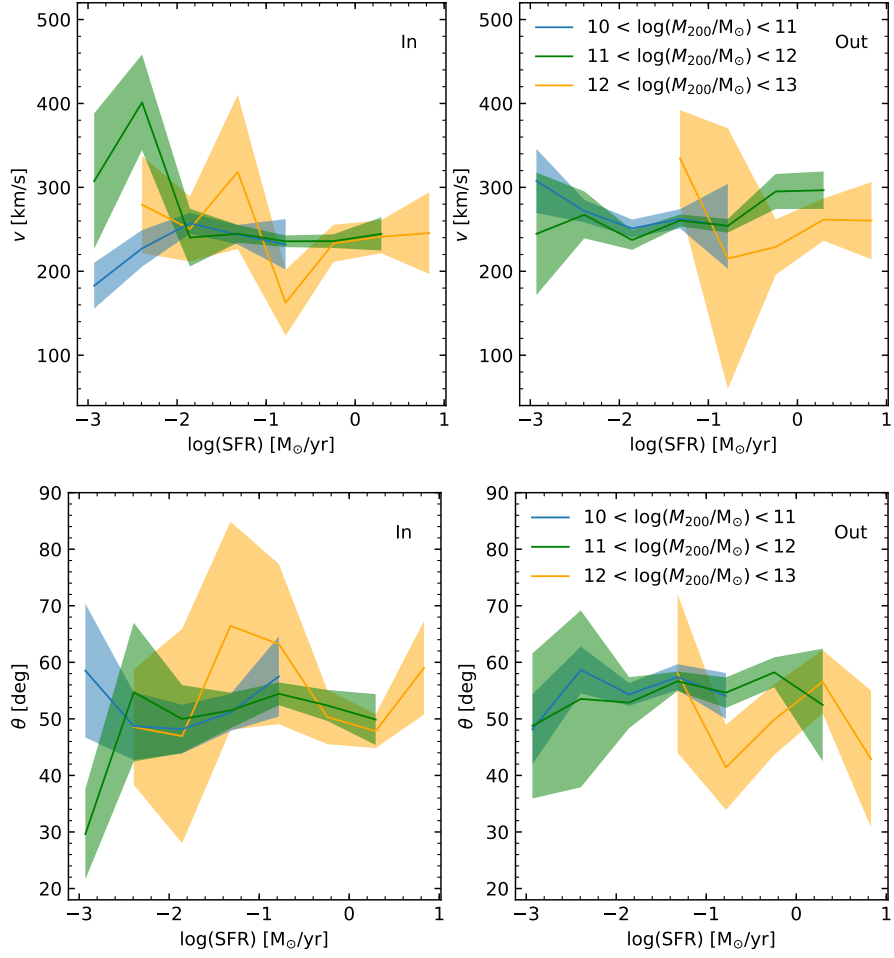 500
400
300
200
100
v [km/s]
In
−3
−2
−1
0
1
log(SFR) [M☉/yr]
500
400
300
200
100
v [km/s]
10 < log(M₂₀₀/M☉) < 11
11 < log(M₂₀₀/M☉) < 12
12 < log(M₂₀₀/M☉) < 13
Out
−3
−2
−1
0
1
log(SFR) [M☉/yr]
90
80
70
60
50
40
30
20
θ [deg]
In
−3
−2
−1
0
1
log(SFR) [M☉/yr]
90
80
70
60
50
40
30
20
θ [deg]
10 < log(M₂₀₀/M☉) < 11
11 < log(M₂₀₀/M☉) < 12
12 < log(M₂₀₀/M☉) < 13
Out
−3
−2
−1
0
1
log(SFR) [M☉/yr]